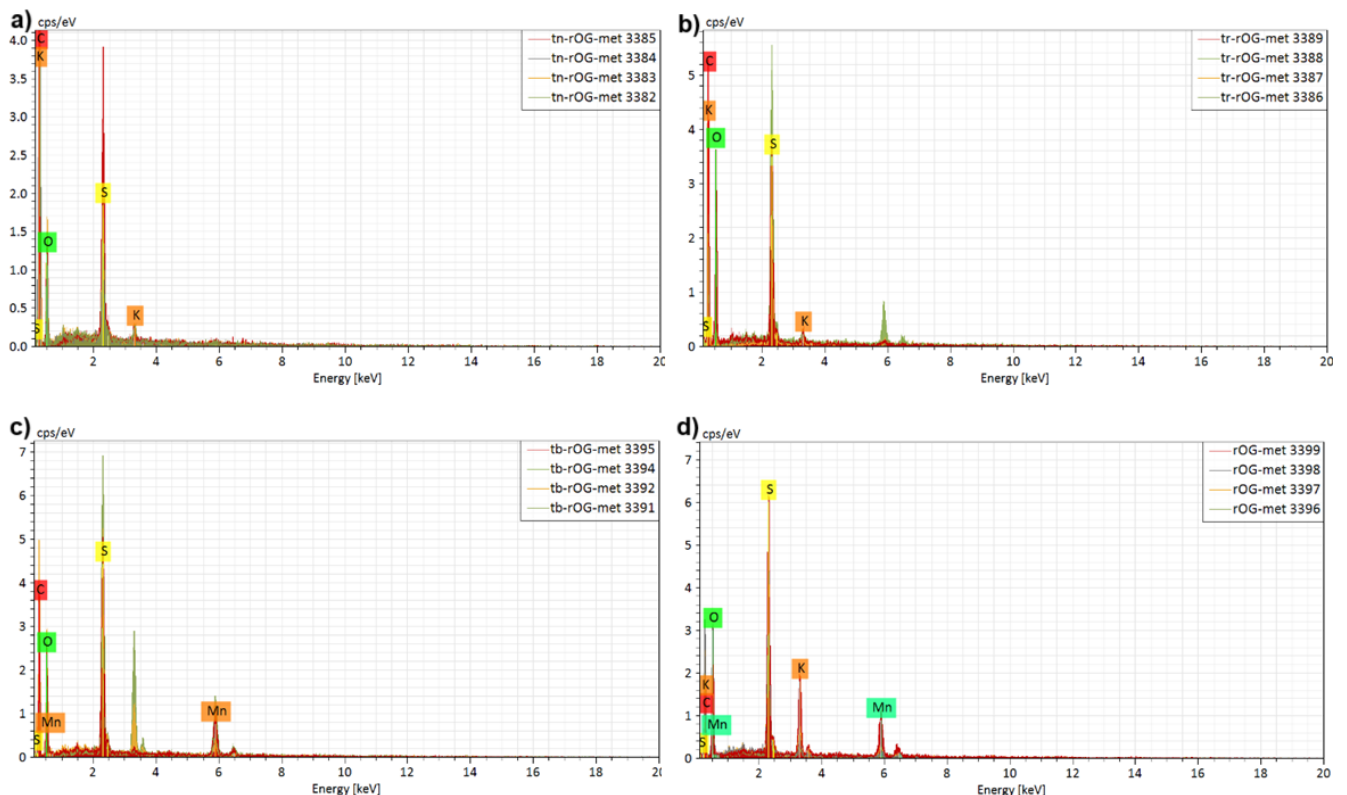 a)
cps/eV
tn-rOG-met 3385
tn-rOG-met 3384
tn-rOG-met 3383
tn-rOG-met 3382
4.0
3.5
3.0
2.5
2.0
1.5
1.0
0.5
0.0
C
K
O
S
S
K
2 4 6 8 10 12 14 16 18 20
Energy [keV]
b)
cps/eV
tr-rOG-met 3389
tr-rOG-met 3388
tr-rOG-met 3387
tr-rOG-met 3386
5
4
3
2
1
0
C
K
O
S
S
K
2 4 6 8 10 12 14 16 18 20
Energy [keV]
c)
cps/eV
tb-rOG-met 3395
tb-rOG-met 3394
tb-rOG-met 3392
tb-rOG-met 3391
7
6
5
4
3
2
1
0
C
O
Mn
S
S
Mn
2 4 6 8 10 12 14 16 18 20
Energy [keV]
d)
cps/eV
rOG-met 3399
rOG-met 3398
rOG-met 3397
rOG-met 3396
7
6
5
4
3
2
1
0
O
K
C
Mn
S
S
K
Mn
2 4 6 8 10 12 14 16 18 20
Energy [keV]